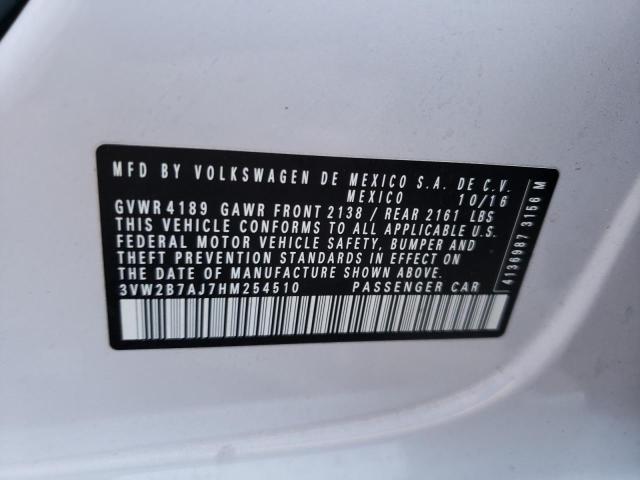 MFD BY VOLKSWAGEN DE MEXICO S.A. DE C.V.
MEXICO 10/16
GVWR 4189 GAWR FRONT 2138 / REAR 2161 LBS
THIS VEHICLE CONFORMS TO ALL APPLICABLE U.S.
FEDERAL MOTOR VEHICLE SAFETY, BUMPER AND
THEFT PREVENTION STANDARDS IN EFFECT ON
THE DATE OF MANUFACTURE SHOWN ABOVE.
3VW2B7AJ7HM254510 PASSENGER CAR
4136987 3156 M